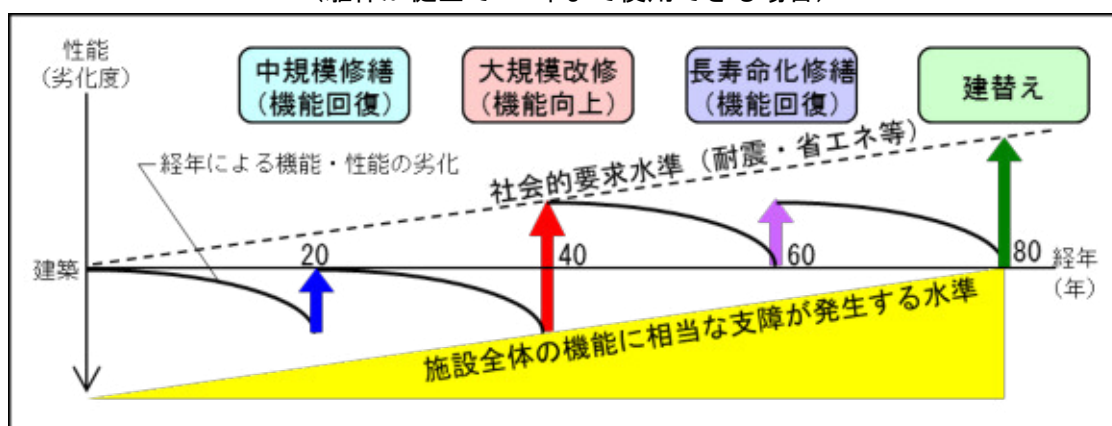 性能
（劣化度）
中規模修繕
（機能回復）
大規模改修
（機能向上）
長寿命化修繕
（機能回復）
建替え
経年による機能・性能の劣化
社会的要求水準（耐震・省エネ等）
建築
20
40
60
80
経年
（年）
施設全体の機能に相当な支障が発生する水準